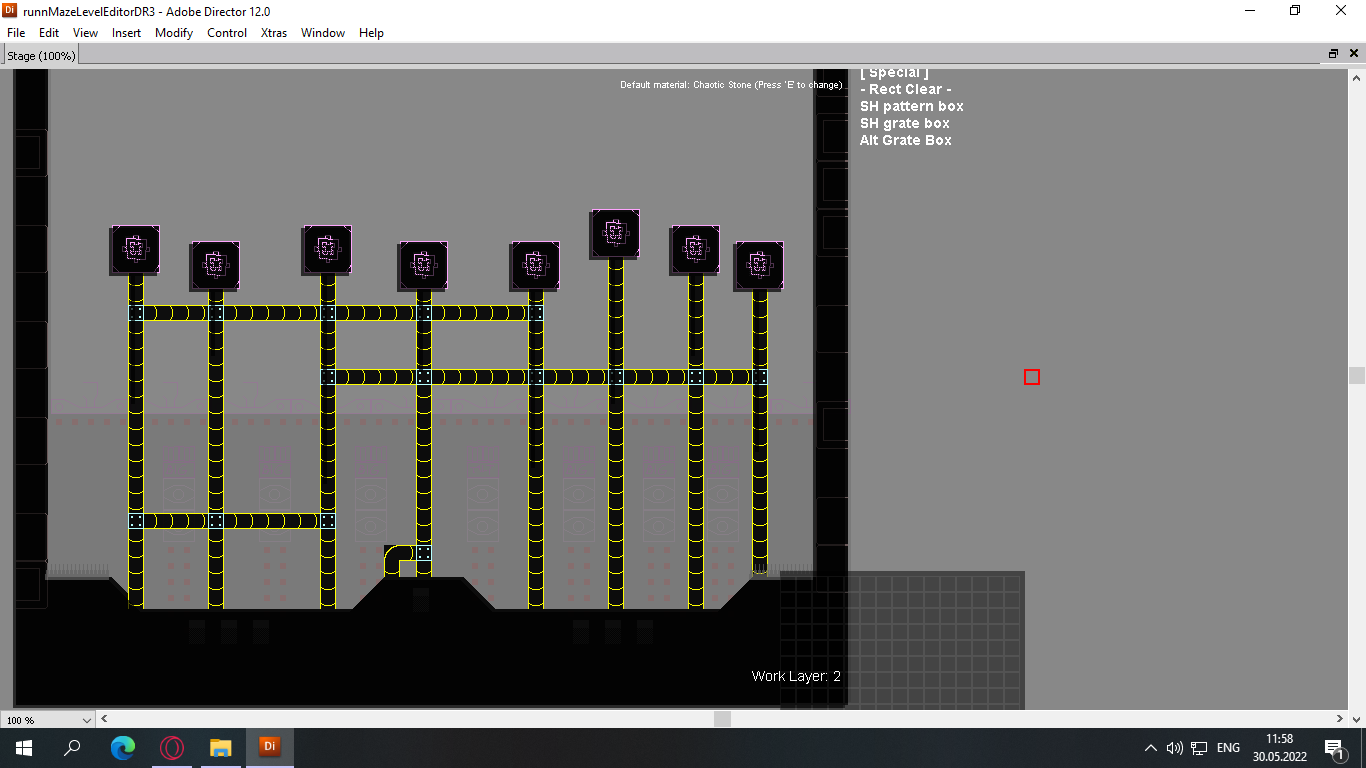 runnMazeLevelEditorDR3 - Adobe Director 12.0
File Edit View Insert Modify Control Xtras Window Help
Stage (100%)
Default material: Chaotic Stone (Press 'E' to change)
[ Special ]
- Rect Clear -
SH pattern box
SH grate box
Alt Grate Box
Work Layer: 2
100 %
Di
ENG
11:58
30.05.2022
1